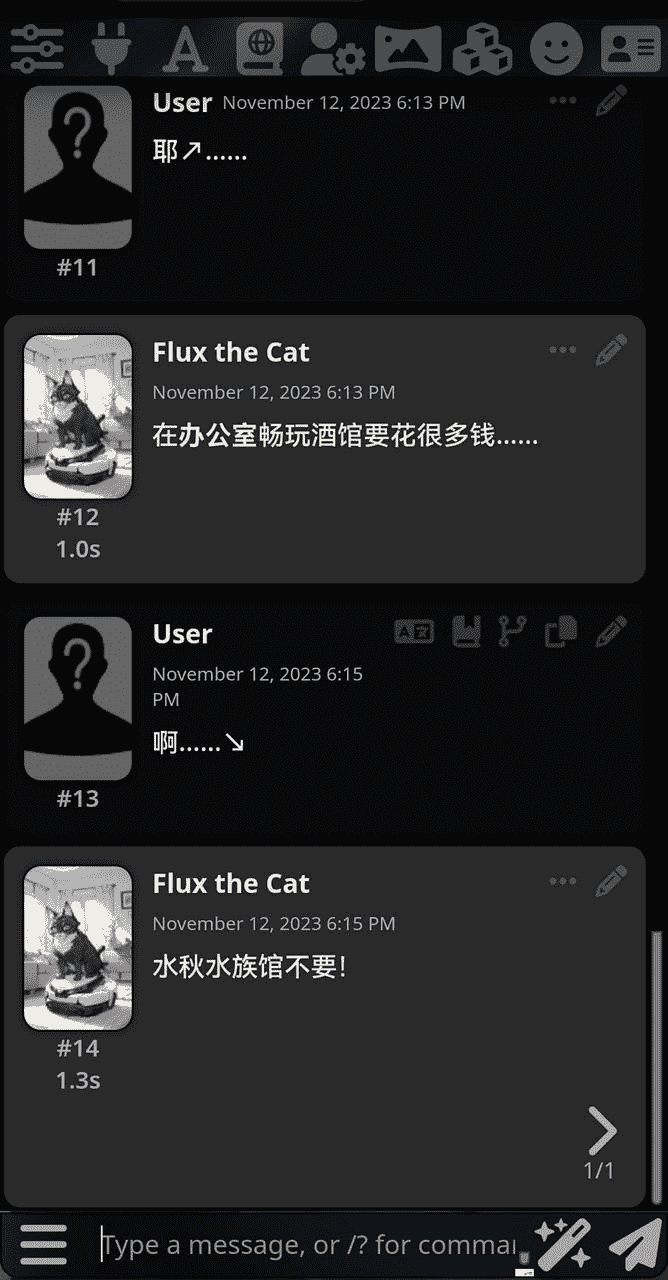 User November 12, 2023 6:13 PM
耶↗……
#11
Flux the Cat
November 12, 2023 6:13 PM
在办公室畅玩酒馆要花很多钱……
#12
1.0s
User
November 12, 2023 6:15
PM
啊……↘
#13
Flux the Cat
November 12, 2023 6:15 PM
水秋水族馆不要！
#14
1.3s
1/1
Type a message, or /? for comma